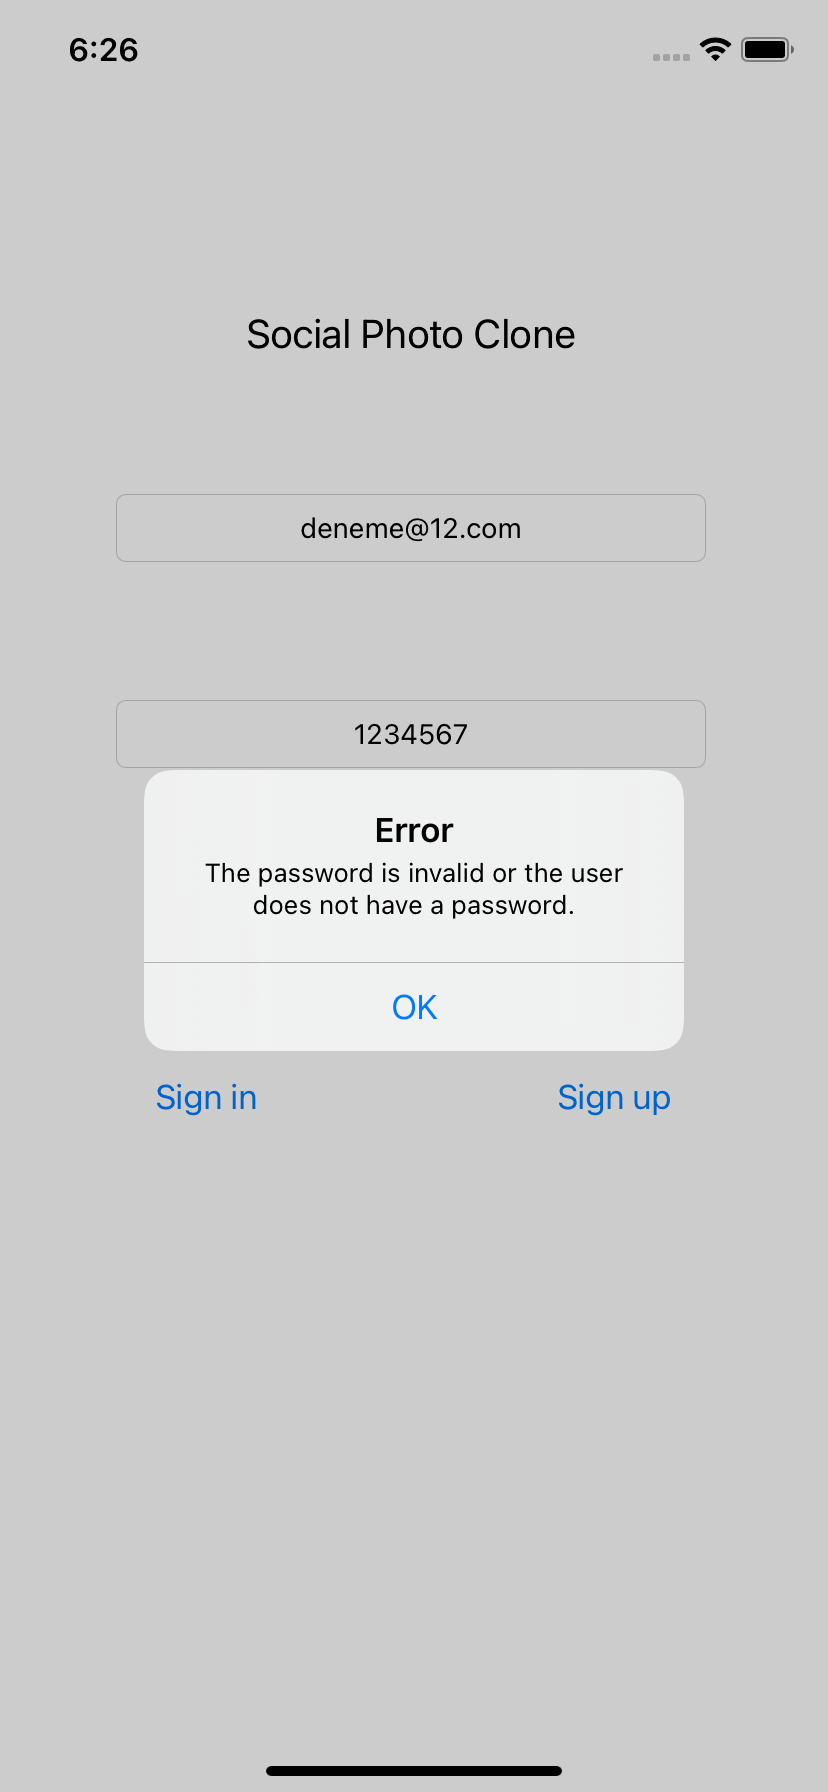 6:26
Social Photo Clone
deneme@12.com
1234567
Error
The password is invalid or the user
does not have a password.
OK
Sign in
Sign up